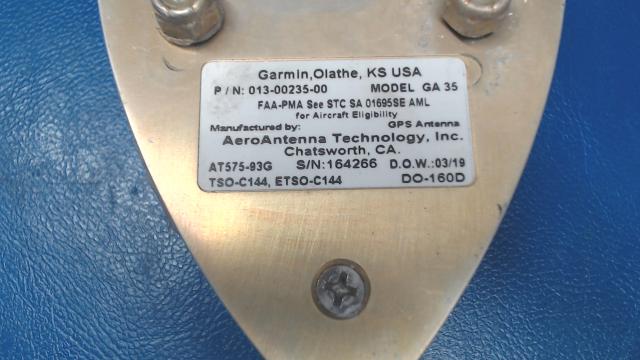 Garmin,Olathe, KS USA
P / N: 013-00235-00 MODEL GA 35
FAA-PMA See STC SA 01695SE AML
for Aircraft Eligibility
Manufactured by: GPS Antenna
AeroAntenna Technology, Inc.
Chatsworth, CA.
AT575-93G S/N:164266 D.O.W.:03/19
TSO-C144, ETSO-C144 DO-160D